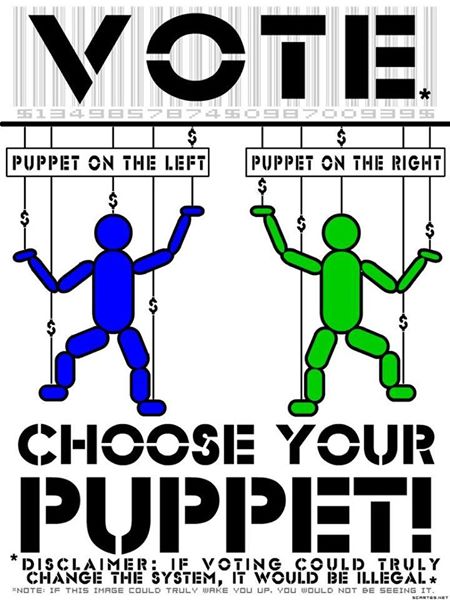 VOTE.*
$1349857874$0987009395
PUPPET ON THE LEFT
PUPPET ON THE RIGHT
$ $
$ $
$ $
$ $
$ $
CHOOSE YOUR
PUPPET!
*DISCLAIMER: IF VOTING COULD TRULY
CHANGE THE SYSTEM, IT WOULD BE ILLEGAL*
*NOTE: IF THIS IMAGE COULD TRULY WAKE YOU UP, YOU WOULD NOT BE SEEING IT.